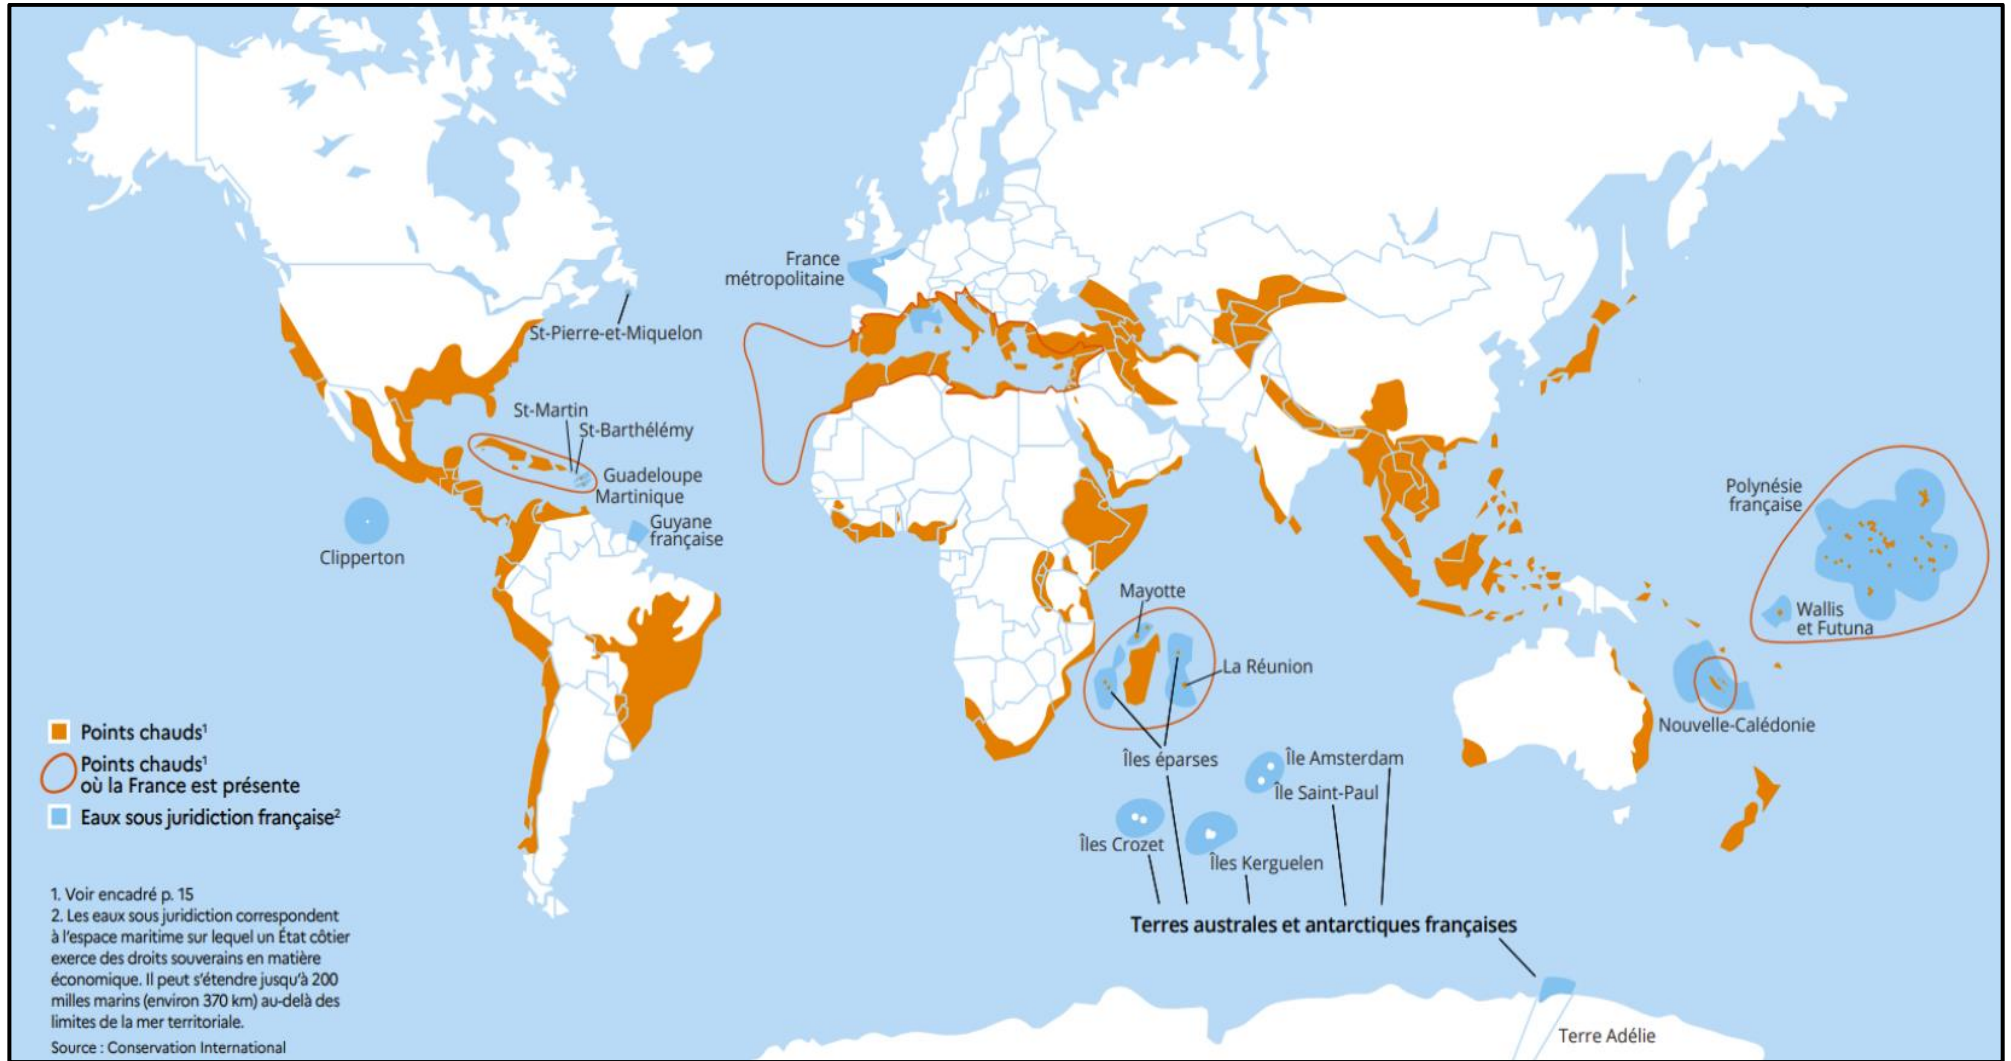 France
métropolitaine
St-Pierre-et-Miquelon
St-Martin
St-Barthélémy
Guadeloupe
Martinique
Guyane
française
Clipperton
Polynésie
française
Wallis
et Futuna
Mayotte
La Réunion
Nouvelle-Calédonie
Îles éparses
Île Amsterdam
Île Saint-Paul
Îles Crozet
Îles Kerguelen
Terres australes et antarctiques françaises
Terre Adélie
Points chauds¹
Points chauds¹
où la France est présente
Eaux sous juridiction française²
1. Voir encadré p. 15
2. Les eaux sous juridiction correspondent
à l'espace maritime sur lequel un État côtier
exerce des droits souverains en matière
économique. Il peut s'étendre jusqu'à 200
milles marins (environ 370 km) au-delà des
limites de la mer territoriale.
Source : Conservation International